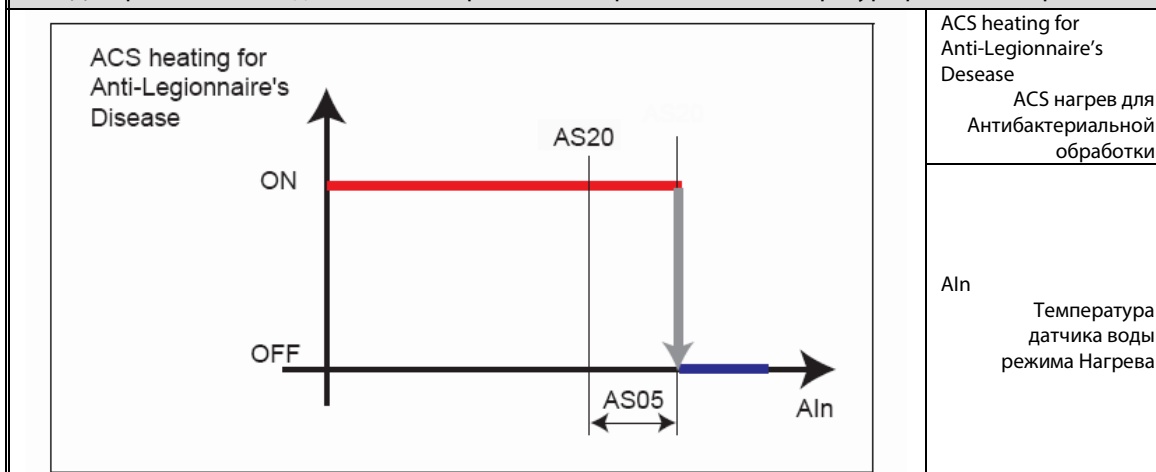 ACS heating for
Anti-Legionnaire's
Disease
AS20
AS20
ON
OFF
AS05
AIn
ACS heating for
Anti-Legionnaire’s
Desease
ACS нагрев для
Антибактериальной
обработки
AIn
Температура
датчика воды
режима Нагрева